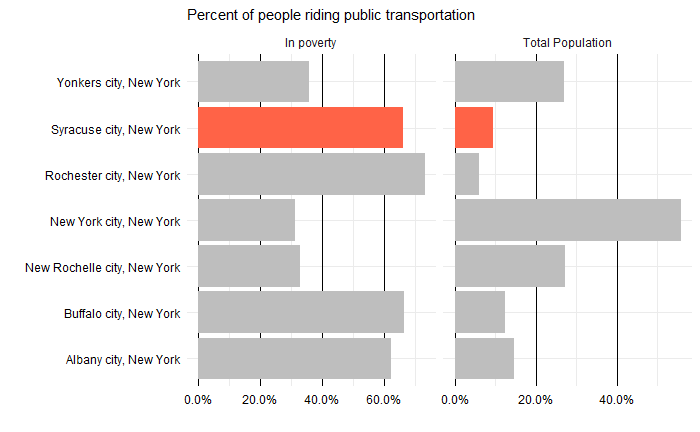 Percent of people riding public transportation
In poverty
Total Population
Yonkers city, New York
Syracuse city, New York
Rochester city, New York
New York city, New York
New Rochelle city, New York
Buffalo city, New York
Albany city, New York
0.0% 20.0% 40.0% 60.0% 0.0% 20.0% 40.0%